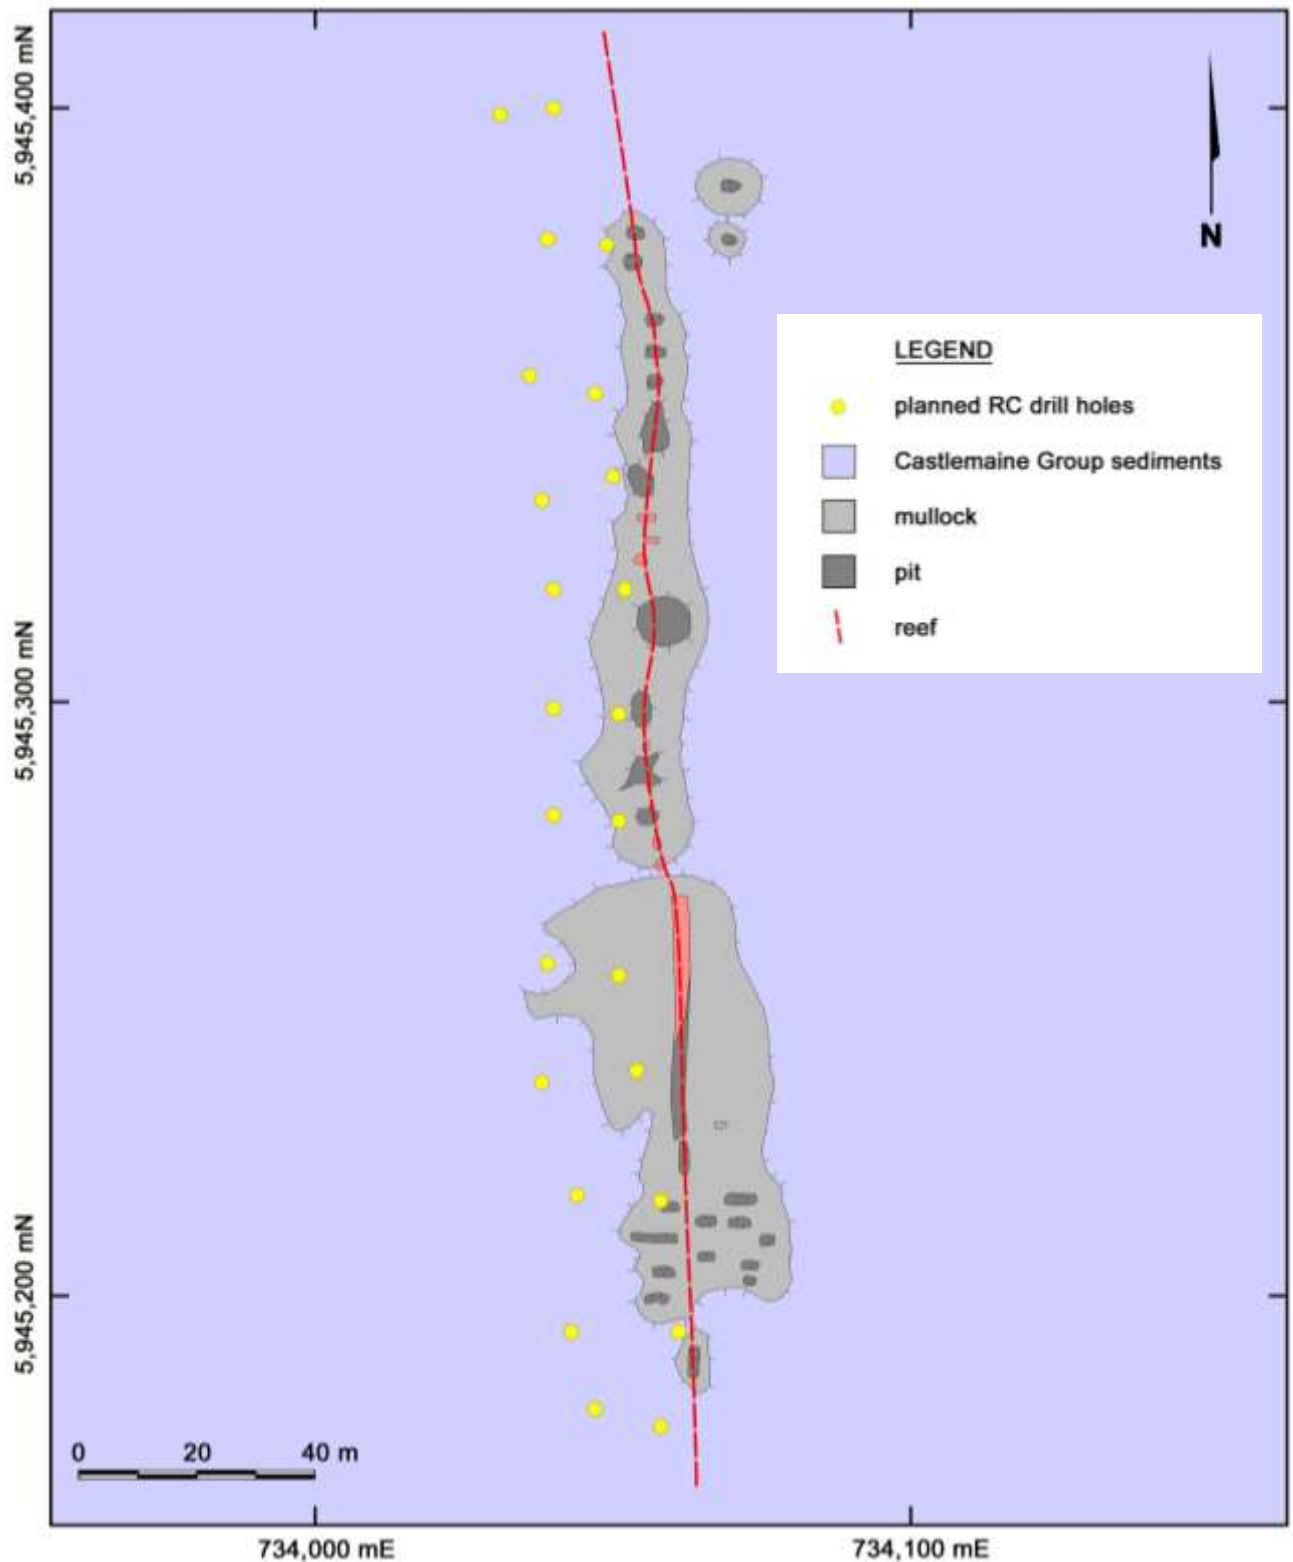 5,945,400 mN
N
LEGEND
planned RC drill holes
Castlemaine Group sediments
mullock
pit
reef
5,945,300 mN
5,945,200 mN
0 20 40 m
734,000 mE 734,100 mE